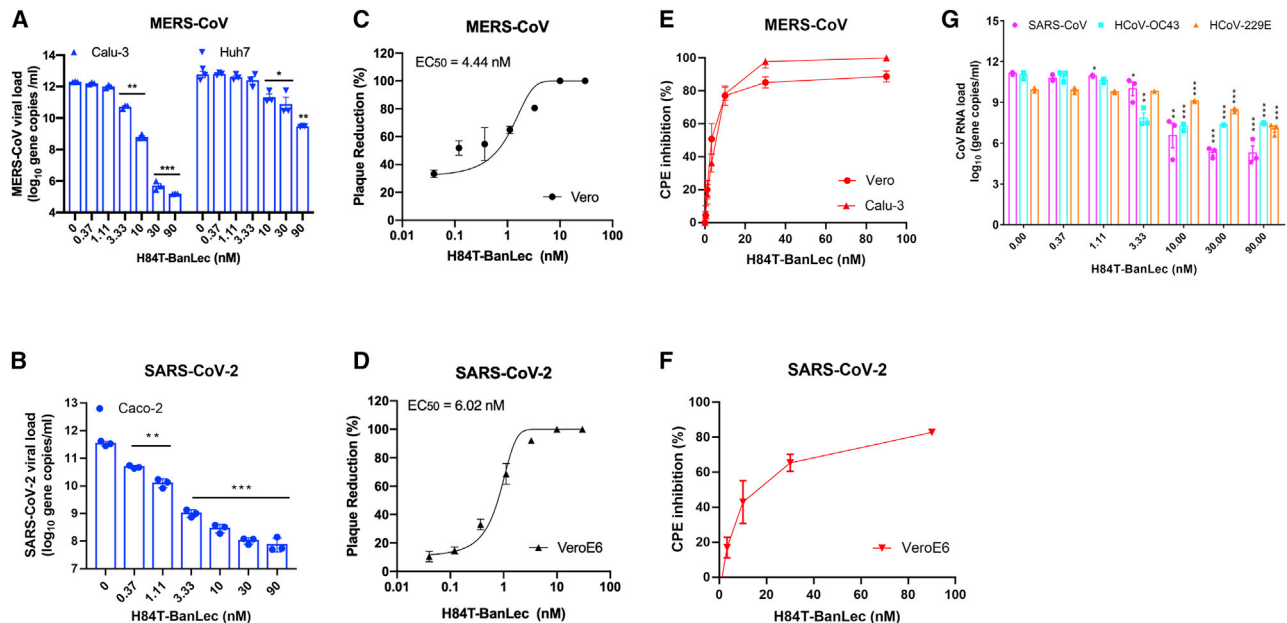 A
MERS-CoV
Calu-3
Huh7
MERS-CoV viral load
(log10 gene copies/ml)
14
12
10
8
6
4
**
***
*
**
0
0.37
1.11
3.33
10
30
90
0
0.37
1.11
3.33
10
30
90
H84T-BanLec (nM)
B
SARS-CoV-2
Caco-2
SARS-CoV-2 viral load
(log10 gene copies/ml)
13
12
11
10
9
8
7
**
***
0
0.37
1.11
3.33
10
30
90
H84T-BanLec (nM)
C
MERS-CoV
EC50 = 4.44 nM
Plaque Reduction (%)
120
100
80
60
40
20
0
Vero
0.01
0.1
1
10
100
H84T-BanLec (nM)
D
SARS-CoV-2
EC50 = 6.02 nM
Plaque Reduction (%)
120
100
80
60
40
20
0
VeroE6
0.01
0.1
1
10
100
H84T-BanLec (nM)
E
MERS-CoV
CPE inhibition (%)
100
80
60
40
20
0
Vero
Calu-3
0
20
40
60
80
100
H84T-BanLec (nM)
F
SARS-CoV-2
CPE inhibition (%)
100
80
60
40
20
0
VeroE6
0
20
40
60
80
100
H84T-BanLec (nM)
G
SARS-CoV
HCoV-OC43
HCoV-229E
CoV RNA load
log10 (gene copies/ml)
15
12
9
6
3
0
*
*
**
**
***
***
***
***
***
***
***
***
0.00
0.37
1.11
3.33
10.00
30.00
90.00
H84T-BanLec (nM)